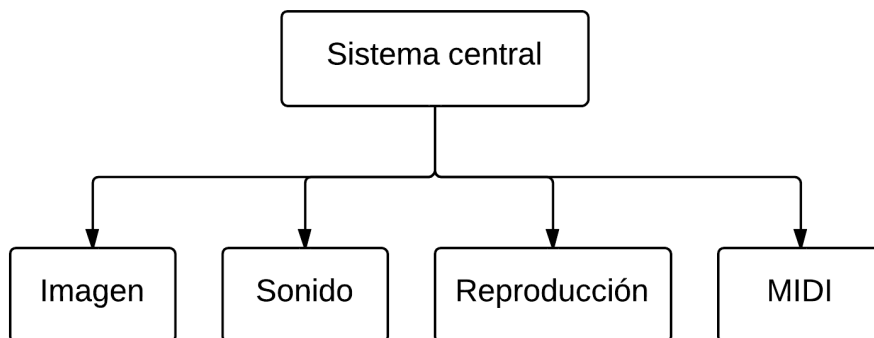 Sistema central
Imagen
Sonido
Reproducción
MIDI